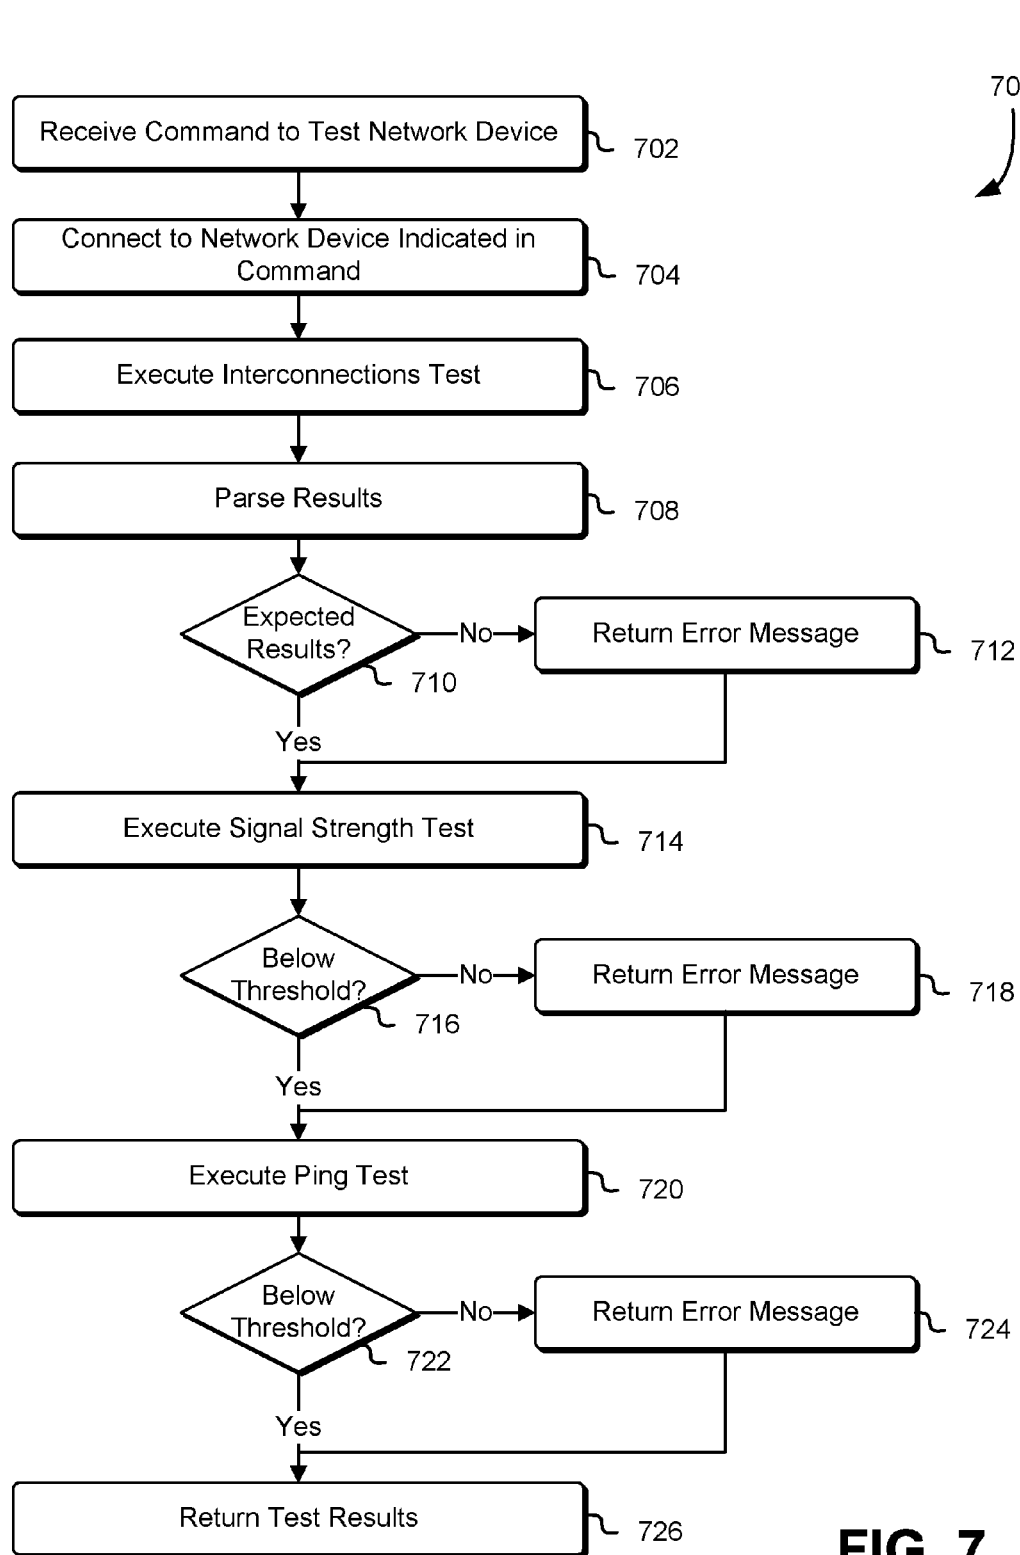 70
Receive Command to Test Network Device
702
Connect to Network Device Indicated in
Command
704
Execute Interconnections Test
706
Parse Results
708
Expected
Results?
710
No
Return Error Message
712
Yes
Execute Signal Strength Test
714
Below
Threshold?
716
No
Return Error Message
718
Yes
Execute Ping Test
720
Below
Threshold?
722
No
Return Error Message
724
Yes
Return Test Results
726
FIG. 7